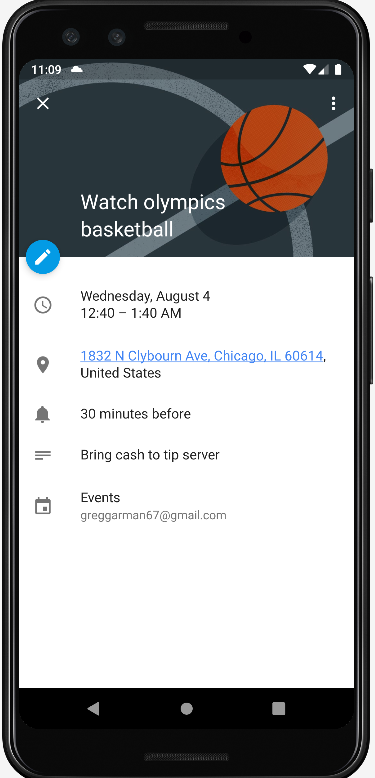 11:09
Watch olympics
basketball
Wednesday, August 4
12:40 – 1:40 AM
1832 N Clybourn Ave, Chicago, IL 60614,
United States
30 minutes before
Bring cash to tip server
Events
greggarman67@gmail.com